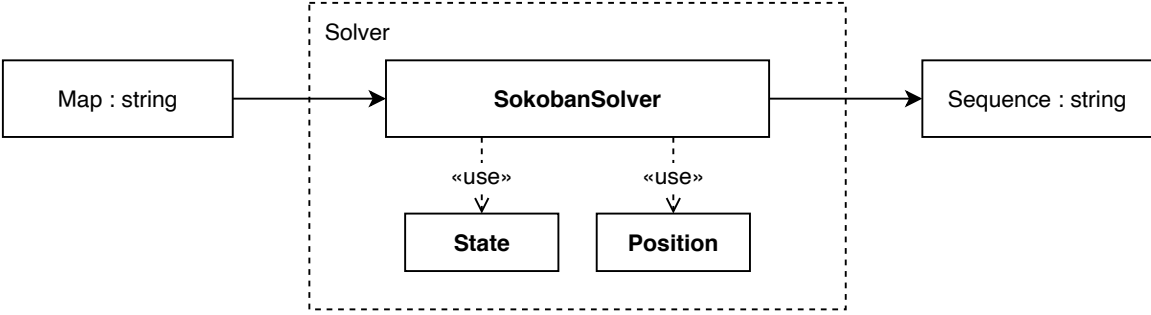 Solver
Map : string
SokobanSolver
Sequence : string
«use»
«use»
State
Position